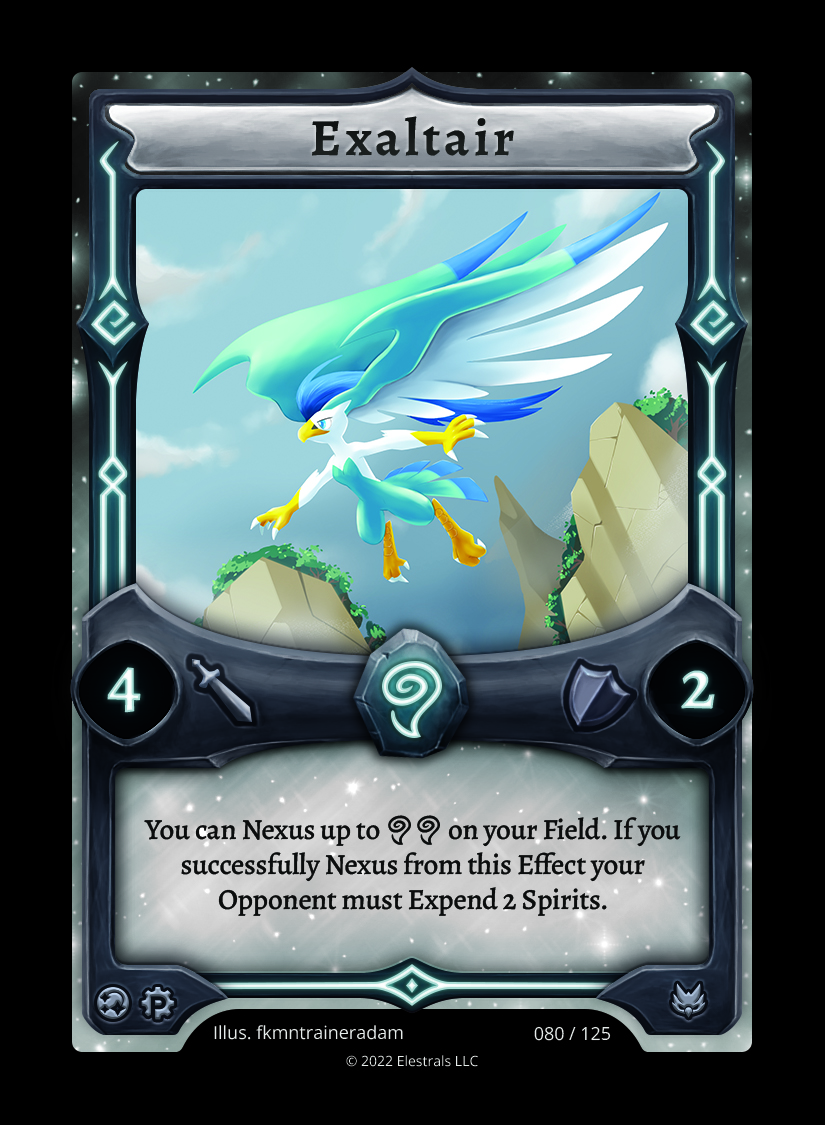 Exaltair
4
2
You can Nexus up to on your Field. If you
successfully Nexus from this Effect your
Opponent must Expend 2 Spirits.
P
Illus. fkmntraineradam
080 / 125
© 2022 Elestrals LLC